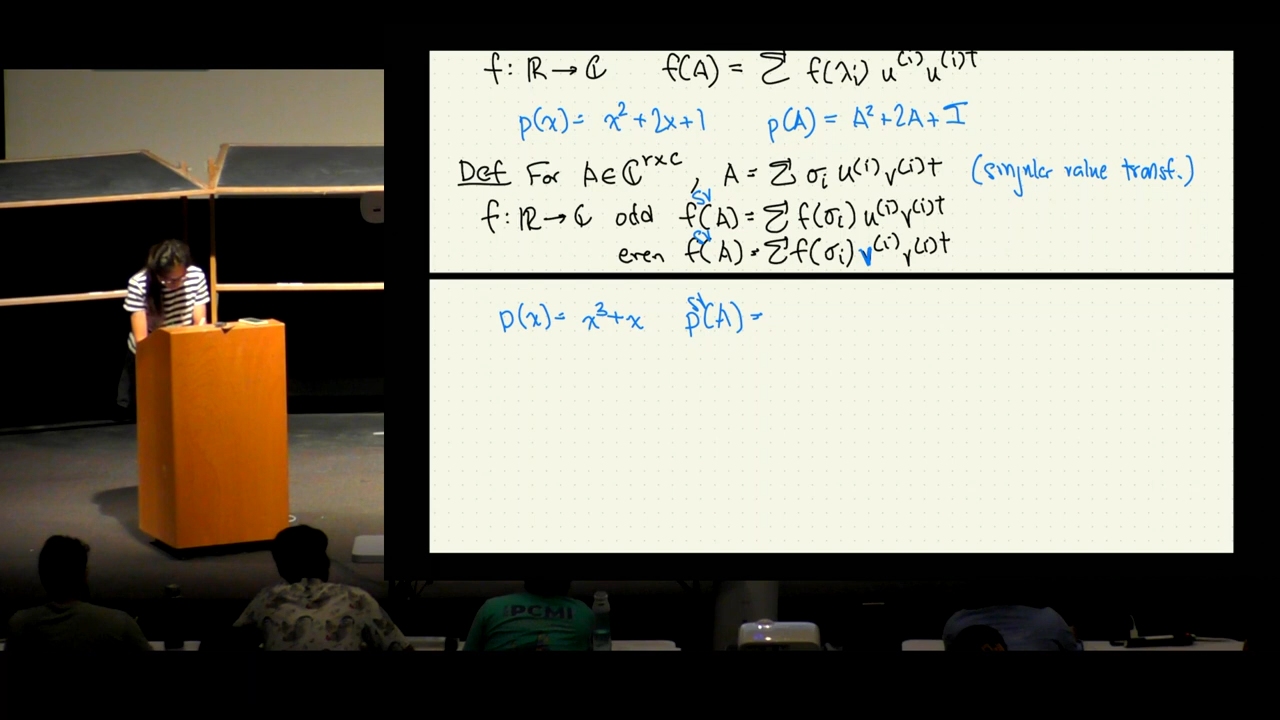 f: ℝ → ℂ f(A) = Σ f(λᵢ) u⁽ⁱ⁾u⁽ⁱ⁾†
p(x) = x² + 2x + 1 p(A) = A² + 2A + I
Def For A ∈ ℂʳˣᶜ, A = Σ σᵢ u⁽ⁱ⁾v⁽ⁱ⁾† (singular value transf.)
f: ℝ → ℂ odd f^(SV)(A) = Σ f(σᵢ) u⁽ⁱ⁾v⁽ⁱ⁾†
even f^(SV)(A) = Σ f(σᵢ) v⁽ⁱ⁾v⁽ⁱ⁾†
p(x) = x³ + x p^(SV)(A) =
PCMI